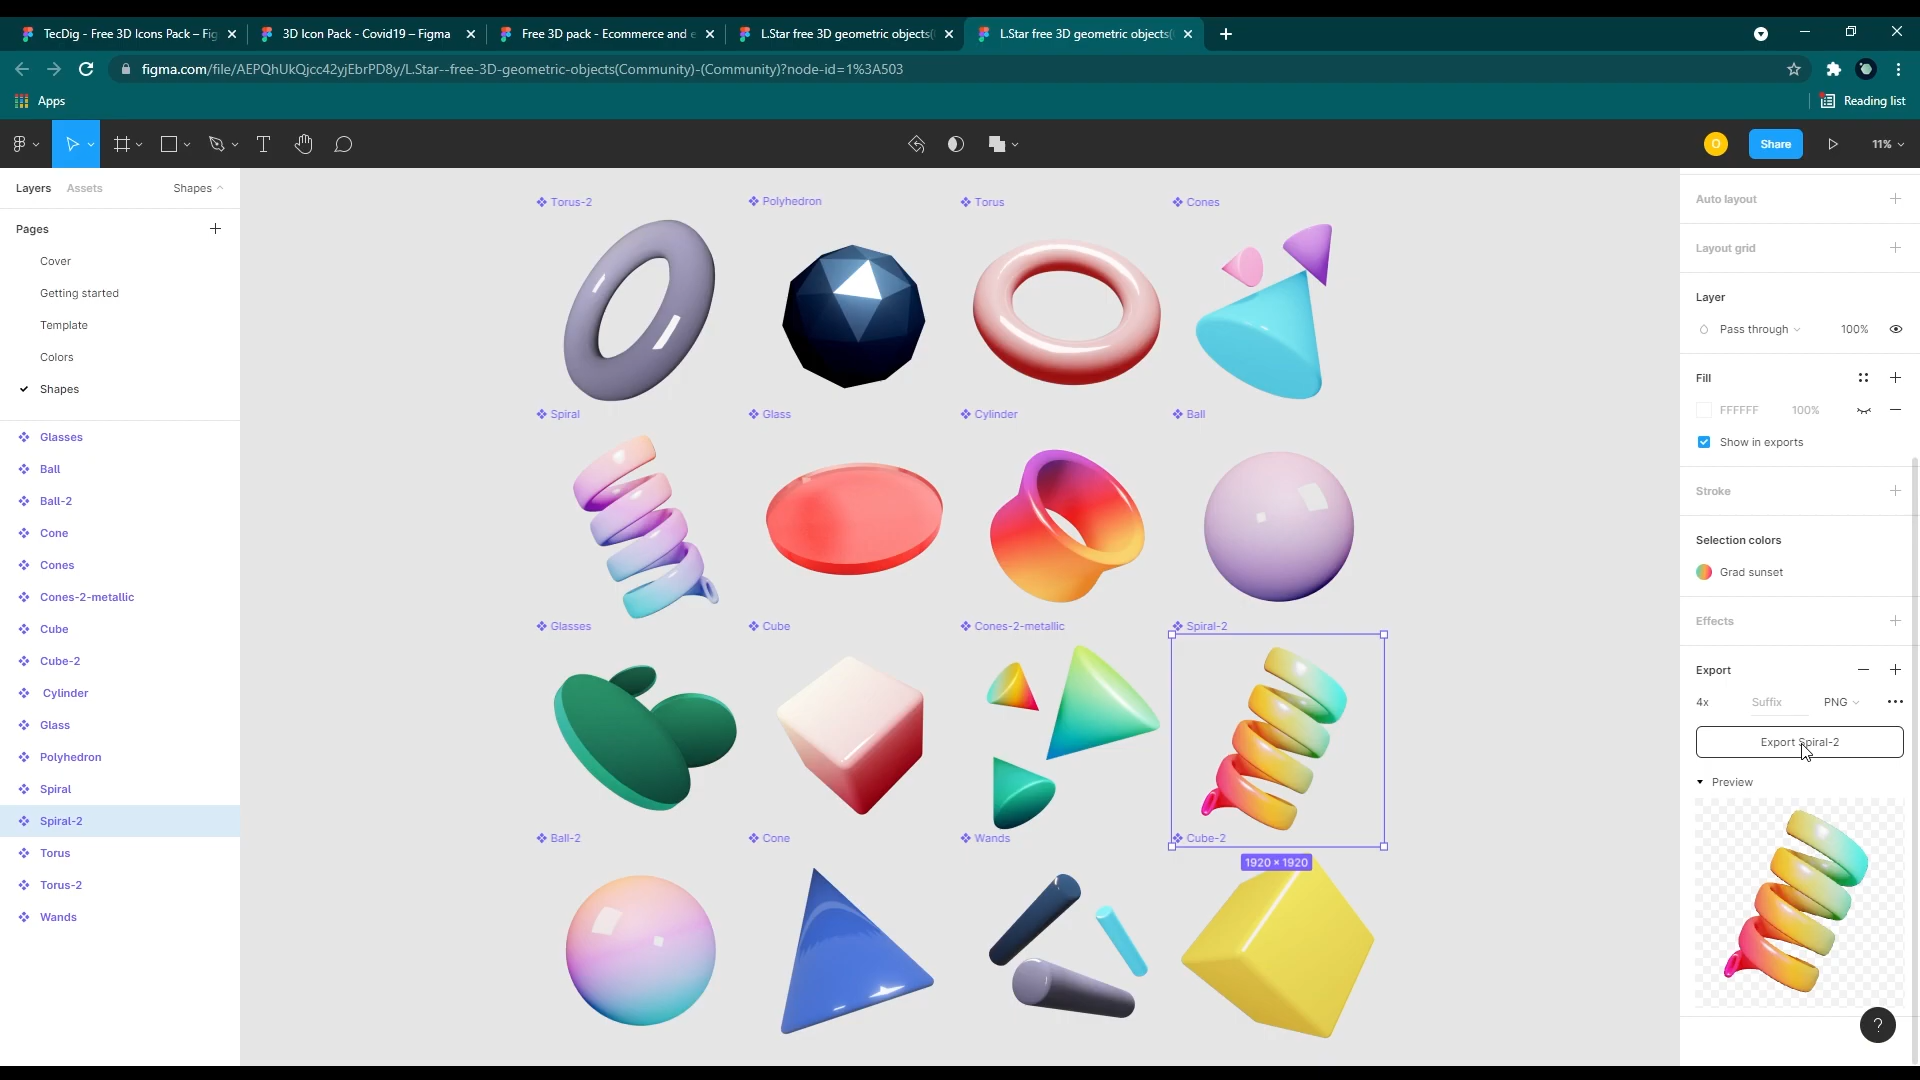 TecDig - Free 3D Icons Pack – Fig
3D Icon Pack - Covid19 – Figma
Free 3D pack - Ecommerce and e
L.Star free 3D geometric objects(
L.Star free 3D geometric objects(
figma.com/file/AEPQhUkQjcc42yjEbrPD8y/L.Star--free-3D-geometric-objects(Community)-(Community)?node-id=1%3A503
Apps
Reading list
O
Share
11%
Layers
Assets
Shapes
Pages
Cover
Getting started
Template
Colors
Shapes
Glasses
Ball
Ball-2
Cone
Cones
Cones-2-metallic
Cube
Cube-2
Cylinder
Glass
Polyhedron
Spiral
Spiral-2
Torus
Torus-2
Wands
Torus-2
Polyhedron
Torus
Cones
Spiral
Glass
Cylinder
Ball
Glasses
Cube
Cones-2-metallic
Spiral-2
Ball-2
Cone
Wands
Cube-2
1920 × 1920
Auto layout
Layout grid
Layer
Pass through
100%
Fill
FFFFFF
100%
Show in exports
Stroke
Selection colors
Grad sunset
Effects
Export
4x
Suffix
PNG
Export Spiral-2
Preview
?